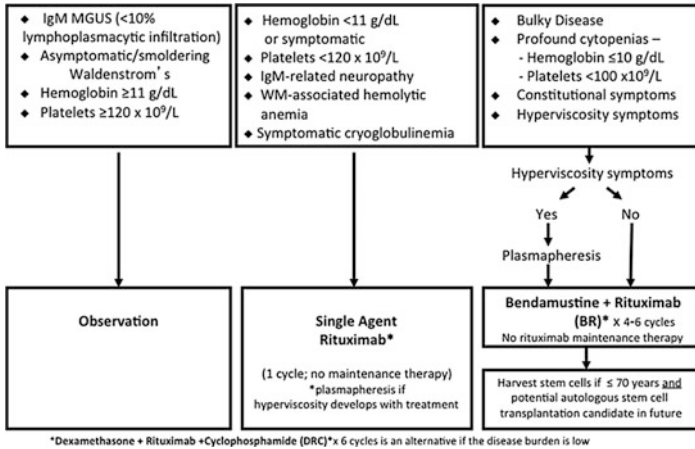 ◆ IgM MGUS (<10%
lymphoplasmacytic infiltration)
◆ Asymptomatic/smoldering
Waldenstrom's
◆ Hemoglobin ≥11 g/dL
◆ Platelets ≥120 x 10⁹/L
◆ Hemoglobin <11 g/dL
or symptomatic
◆ Platelets <120 x 10⁹/L
◆ IgM-related neuropathy
◆ WM-associated hemolytic
anemia
◆ Symptomatic cryoglobulinemia
◆ Bulky Disease
◆ Profound cytopenias –
- Hemoglobin ≤10 g/dL
- Platelets <100 x10⁹/L
◆ Constitutional symptoms
◆ Hyperviscosity symptoms
Hyperviscosity symptoms
Yes
No
Plasmapheresis
Observation
Single Agent
Rituximab*
(1 cycle; no maintenance therapy)
*plasmapheresis if
hyperviscosity develops with treatment
Bendamustine + Rituximab
(BR)* x 4-6 cycles
No rituximab maintenance therapy
Harvest stem cells if ≤ 70 years and
potential autologous stem cell
transplantation candidate in future
*Dexamethasone + Rituximab +Cyclophosphamide (DRC)*x 6 cycles is an alternative if the disease burden is low